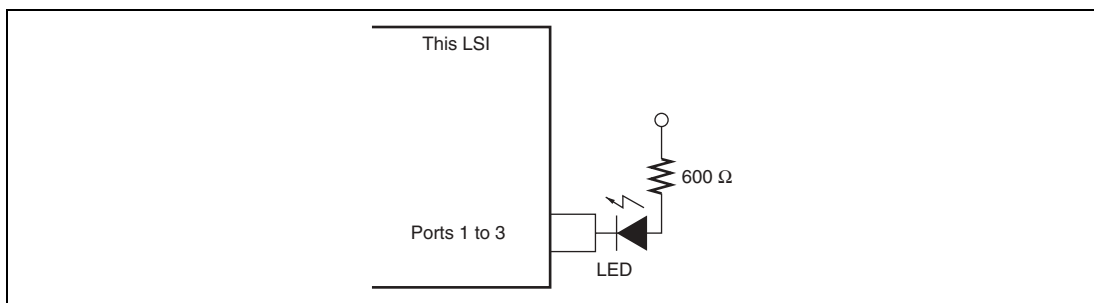 This LSI
600 Ω
Ports 1 to 3
LED